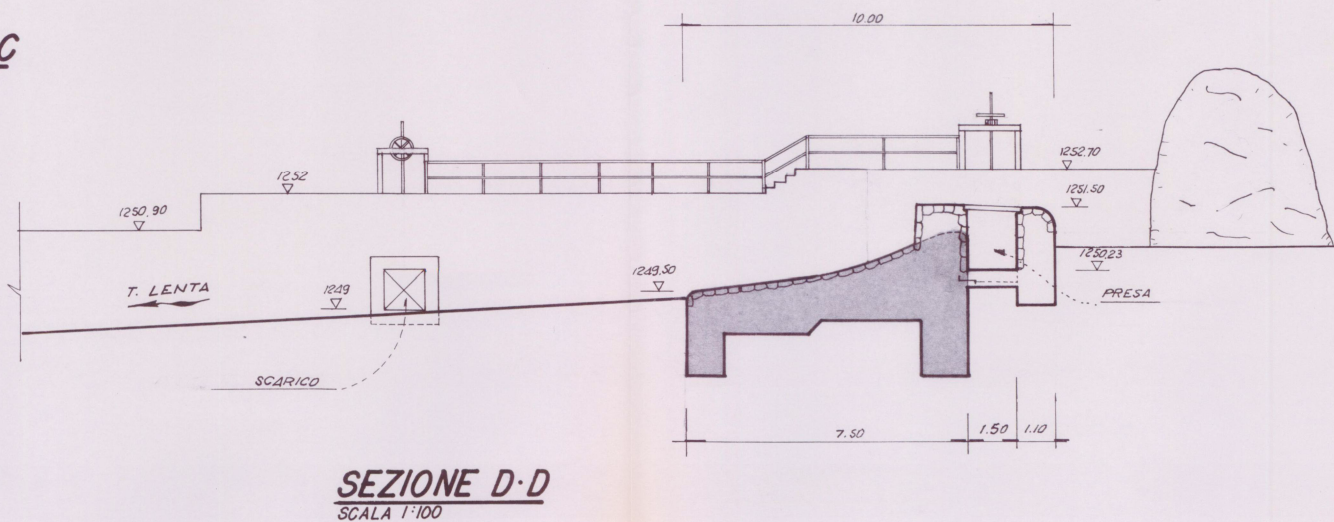 C
10.00
1252.70
1252
1251.50
1250,90
1250,23
1249,50
T. LENTA
1249
PRESA
SCARICO
7.50
1.50
1.10
SEZIONE D·D
SCALA 1:100